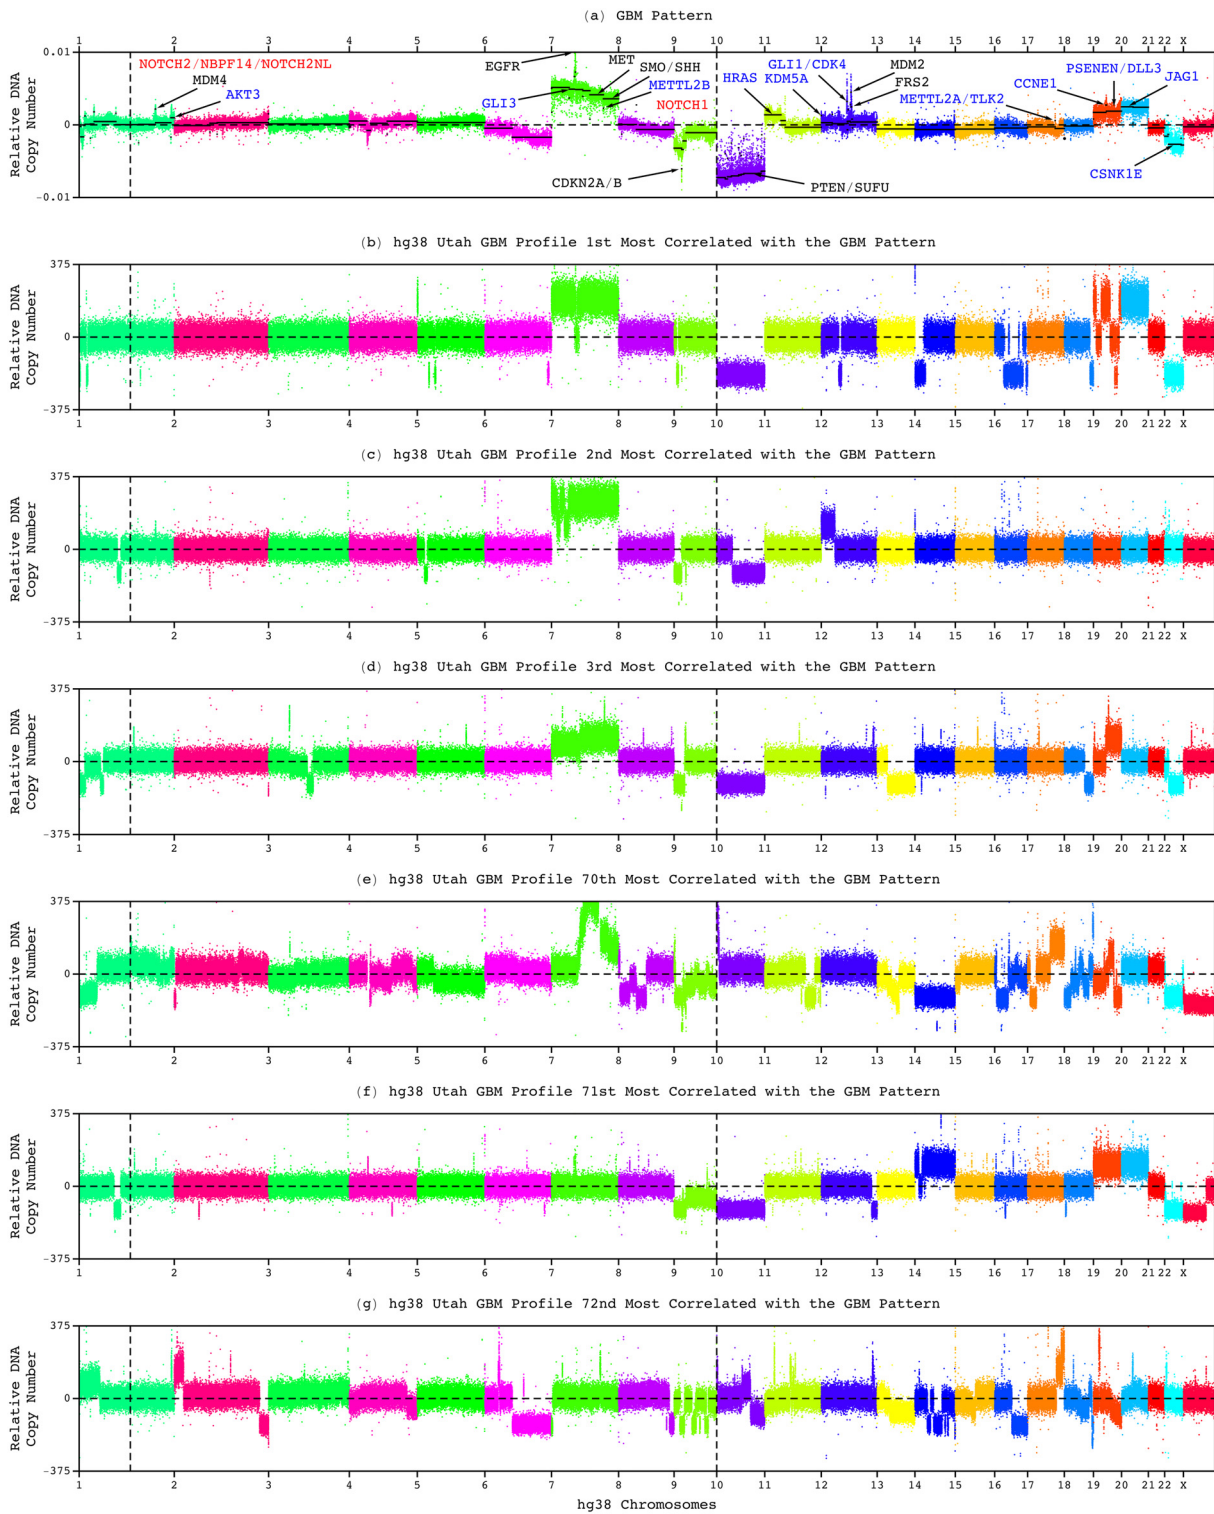 (a) GBM Pattern
1 2 3 4 5 6 7 8 9 10 11 12 13 14 15 16 17 18 19 20 21 22 X
Relative DNA
Copy Number
0.01
0
-0.01
NOTCH2/NBPF14/NOTCH2NL
MDM4
AKT3
EGFR
GLI3
MET
SMO/SHH
METTL2B
NOTCH1
CDKN2A/B
HRAS
GLI1/CDK4
KDM5A
MDM2
FRS2
METTL2A/TLK2
PTEN/SUFU
CCNE1
PSENEN/DLL3
JAG1
CSNK1E
(b) hg38 Utah GBM Profile 1st Most Correlated with the GBM Pattern
Relative DNA
Copy Number
375
0
-375
1 2 3 4 5 6 7 8 9 10 11 12 13 14 15 16 17 18 19 20 21 22 X
(c) hg38 Utah GBM Profile 2nd Most Correlated with the GBM Pattern
Relative DNA
Copy Number
375
0
-375
1 2 3 4 5 6 7 8 9 10 11 12 13 14 15 16 17 18 19 20 21 22 X
(d) hg38 Utah GBM Profile 3rd Most Correlated with the GBM Pattern
Relative DNA
Copy Number
375
0
-375
1 2 3 4 5 6 7 8 9 10 11 12 13 14 15 16 17 18 19 20 21 22 X
(e) hg38 Utah GBM Profile 70th Most Correlated with the GBM Pattern
Relative DNA
Copy Number
375
0
-375
1 2 3 4 5 6 7 8 9 10 11 12 13 14 15 16 17 18 19 20 21 22 X
(f) hg38 Utah GBM Profile 71st Most Correlated with the GBM Pattern
Relative DNA
Copy Number
375
0
-375
1 2 3 4 5 6 7 8 9 10 11 12 13 14 15 16 17 18 19 20 21 22 X
(g) hg38 Utah GBM Profile 72nd Most Correlated with the GBM Pattern
Relative DNA
Copy Number
375
0
-375
1 2 3 4 5 6 7 8 9 10 11 12 13 14 15 16 17 18 19 20 21 22 X
hg38 Chromosomes